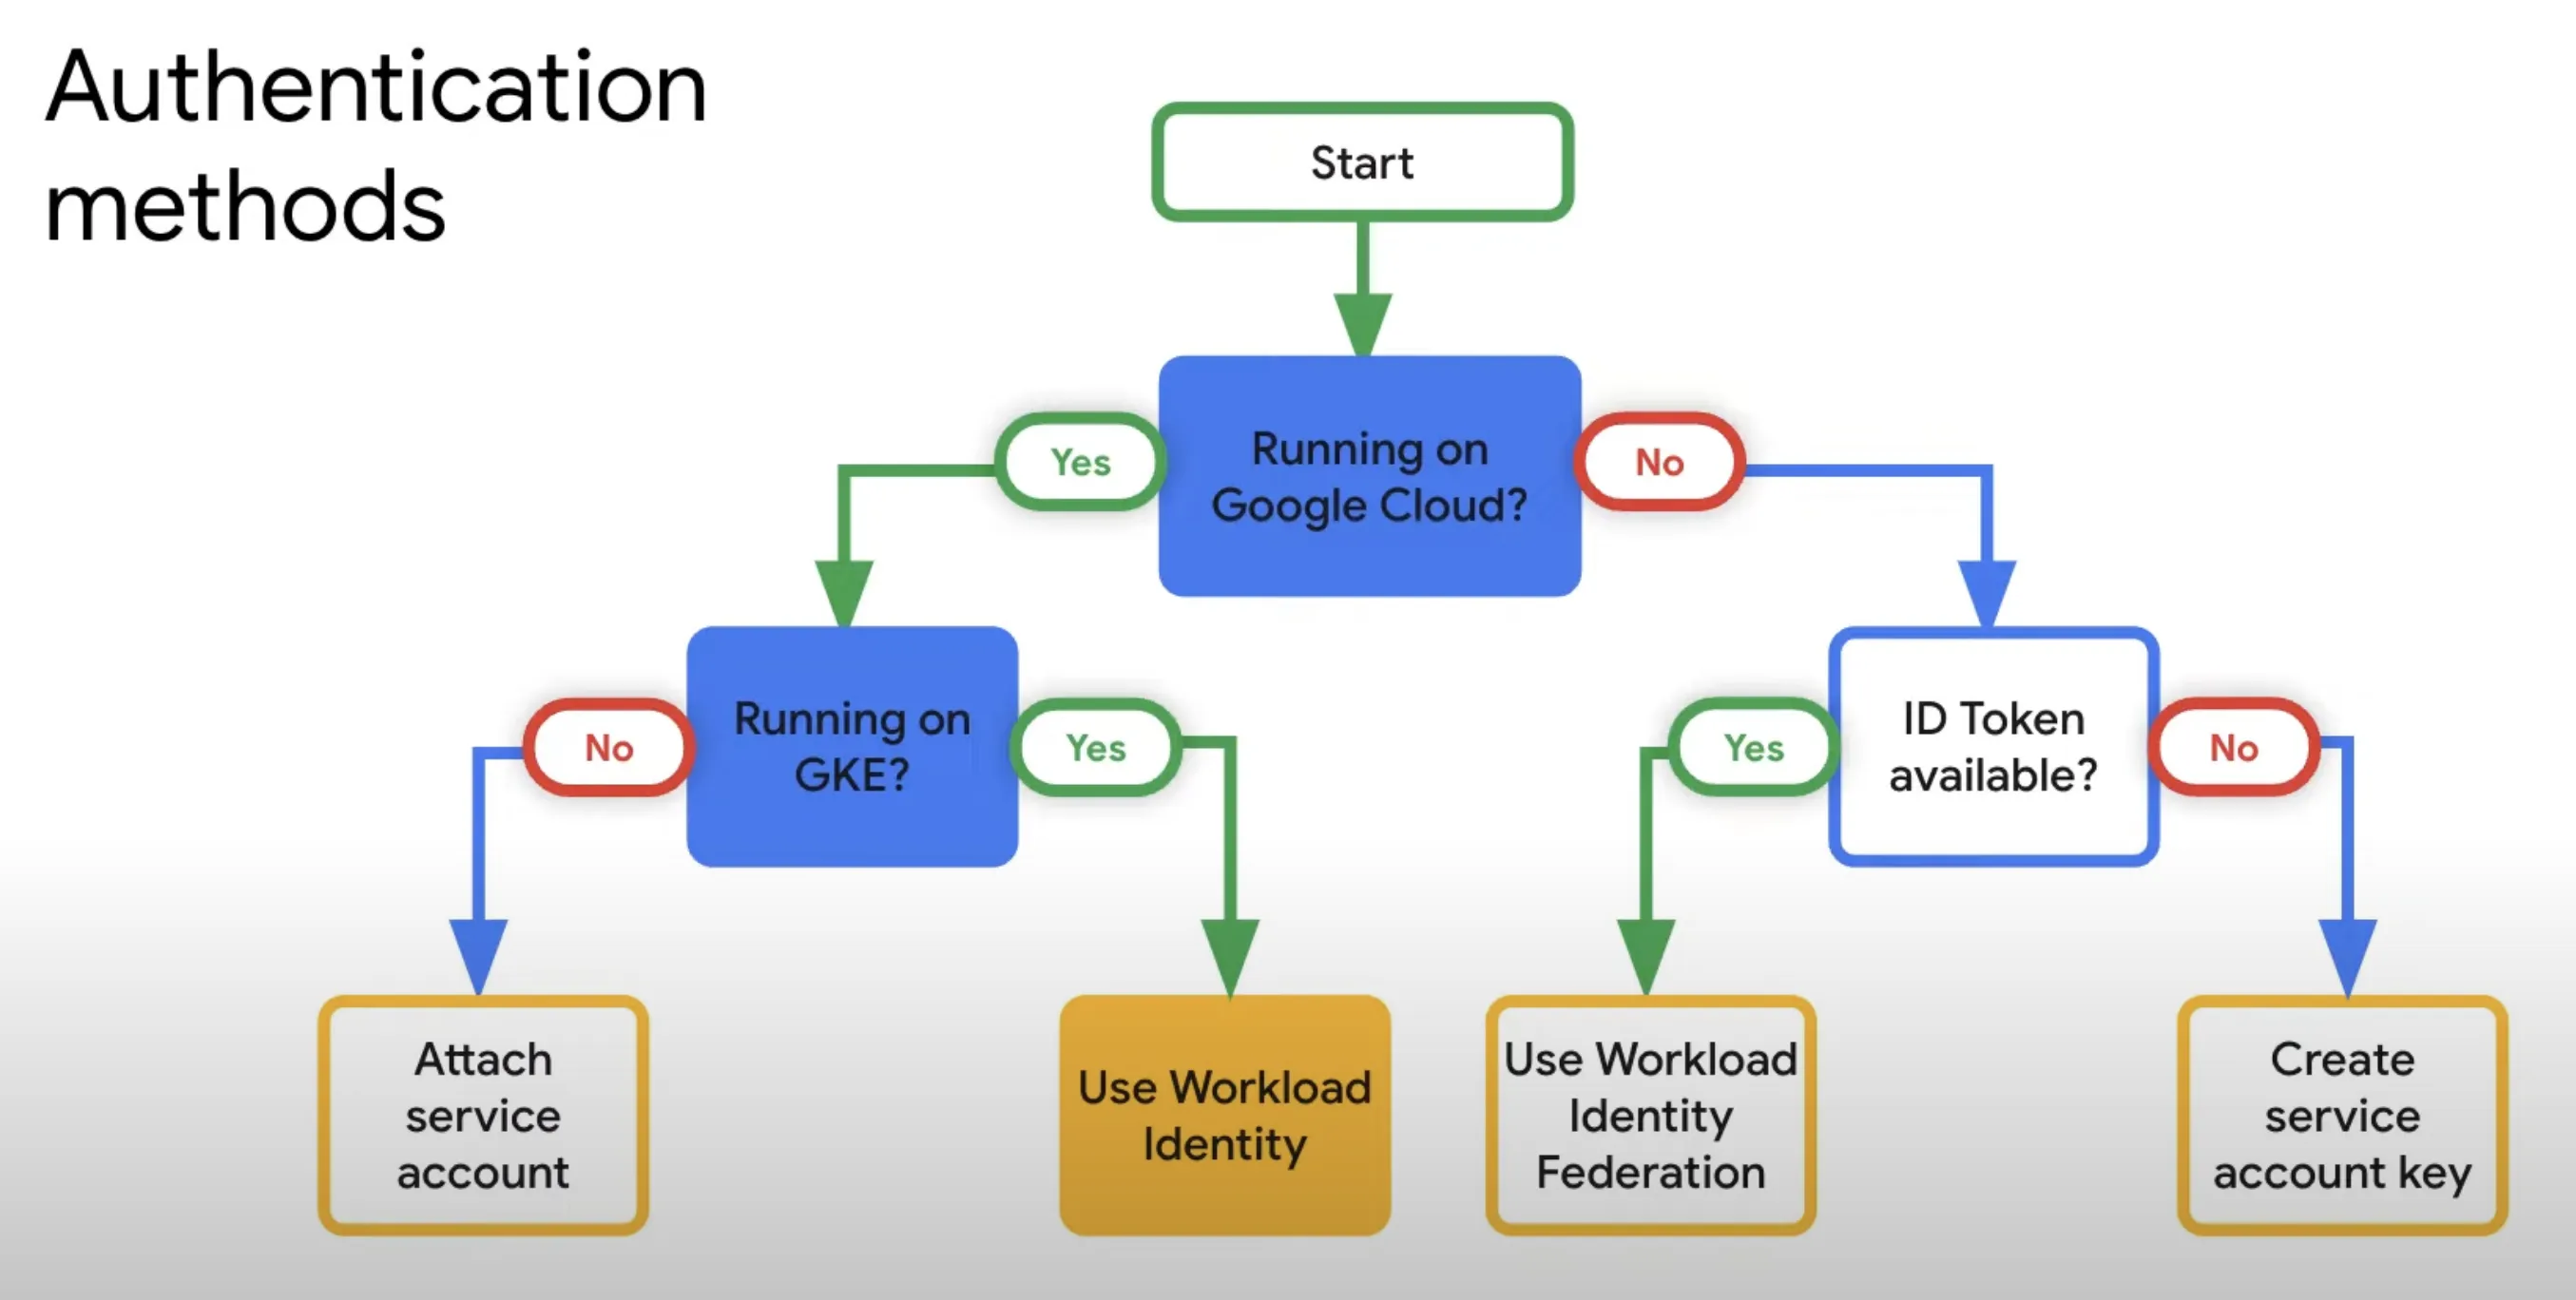 Authentication
methods
Start
Yes
Running on
Google Cloud?
No
No
Running on
GKE?
Yes
Yes
ID Token
available?
No
Attach
service
account
Use Workload
Identity
Use Workload
Identity
Federation
Create
service
account key